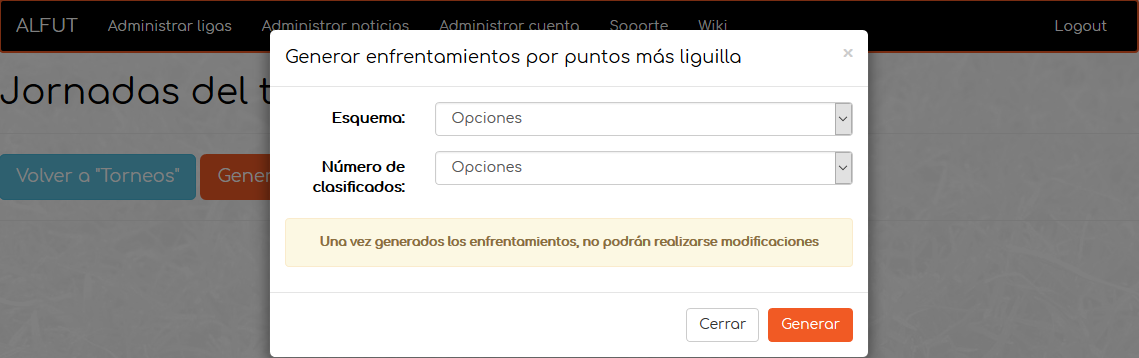 ALFUT Administrar ligas Administrar noticias Administrar cuenta Soporte Wiki Logout
Generar enfrentamientos por puntos más liguilla ×
Jornadas del t
Esquema: Opciones
Número de clasificados: Opciones
Volver a "Torneos" Gener
Una vez generados los enfrentamientos, no podrán realizarse modificaciones
Cerrar Generar